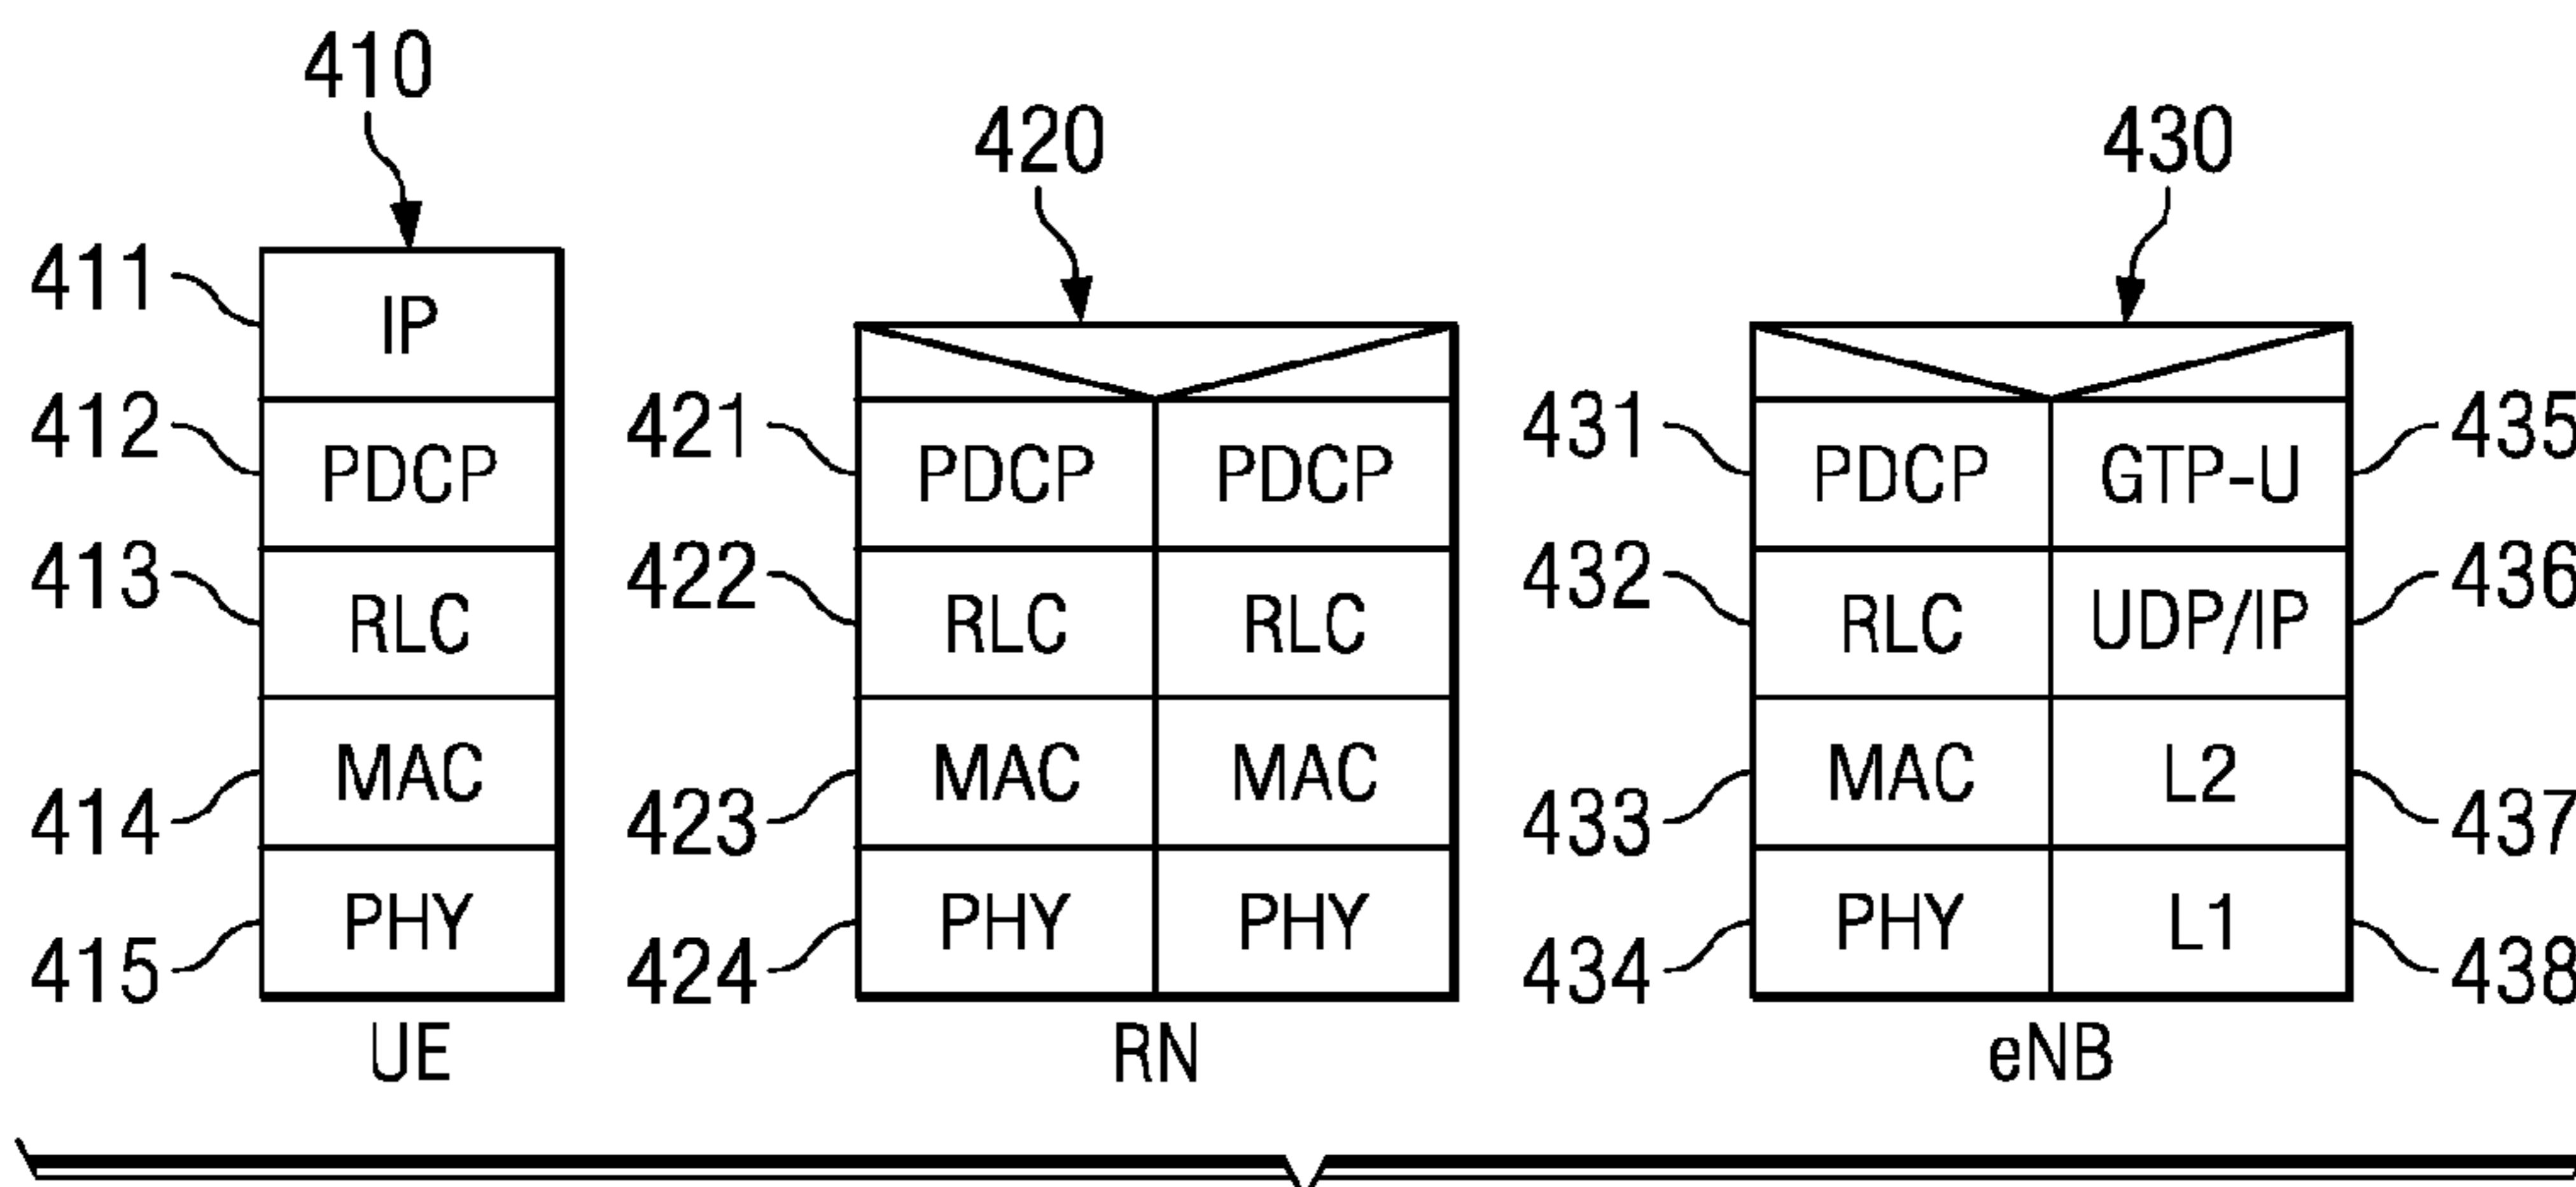 410
420
430
411
IP
412
PDCP
421
PDCP
PDCP
431
PDCP
GTP-U
435
413
RLC
422
RLC
RLC
432
RLC
UDP/IP
436
414
MAC
423
MAC
MAC
433
MAC
L2
437
415
PHY
424
PHY
PHY
434
PHY
L1
438
UE
RN
eNB